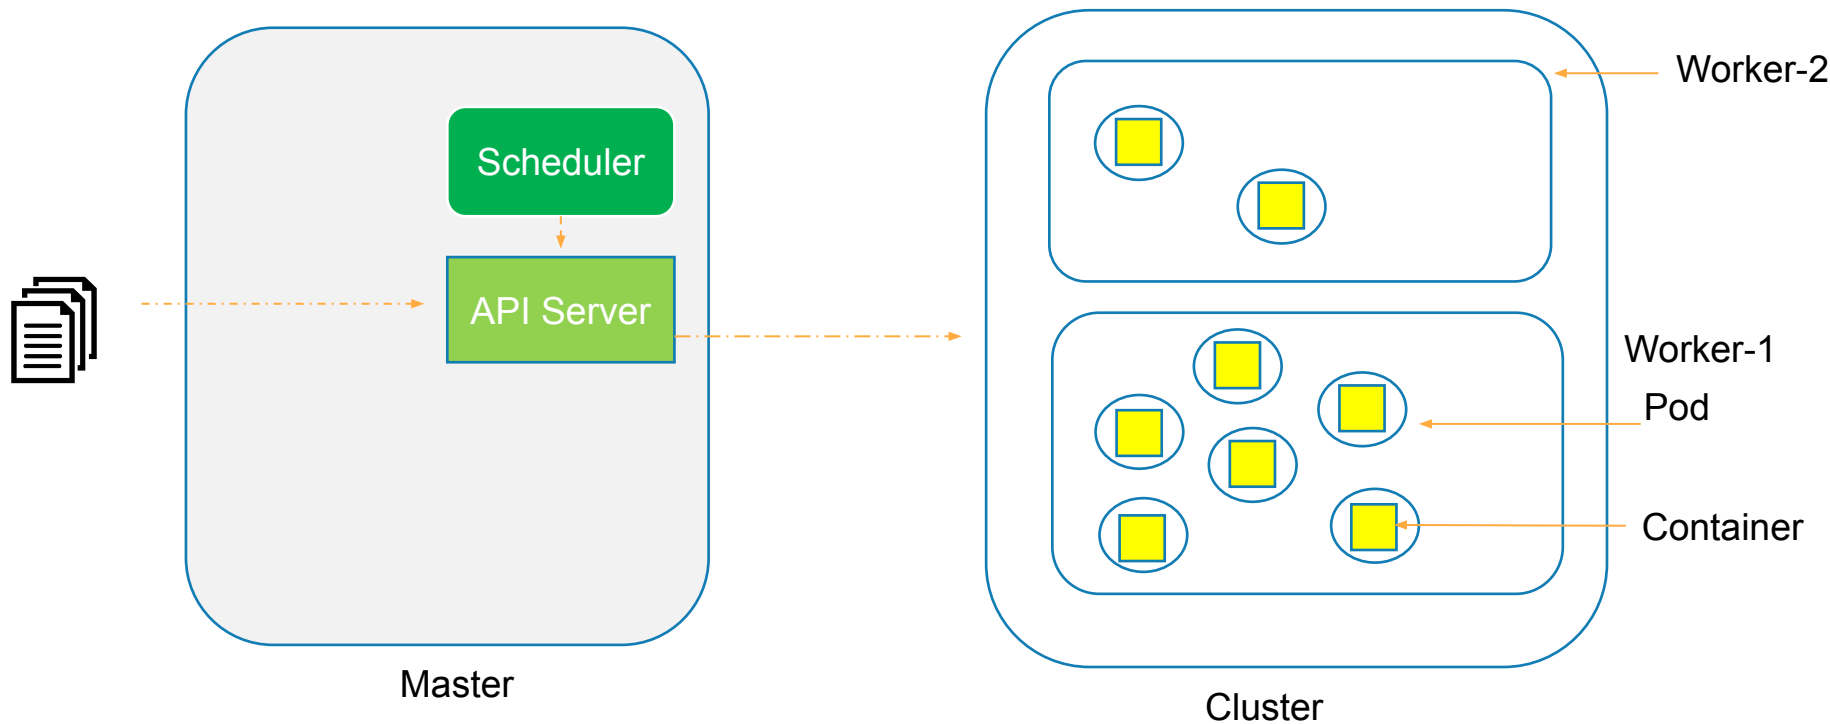 Worker-2
Scheduler
API Server
Worker-1
Pod
Container
Master
Cluster